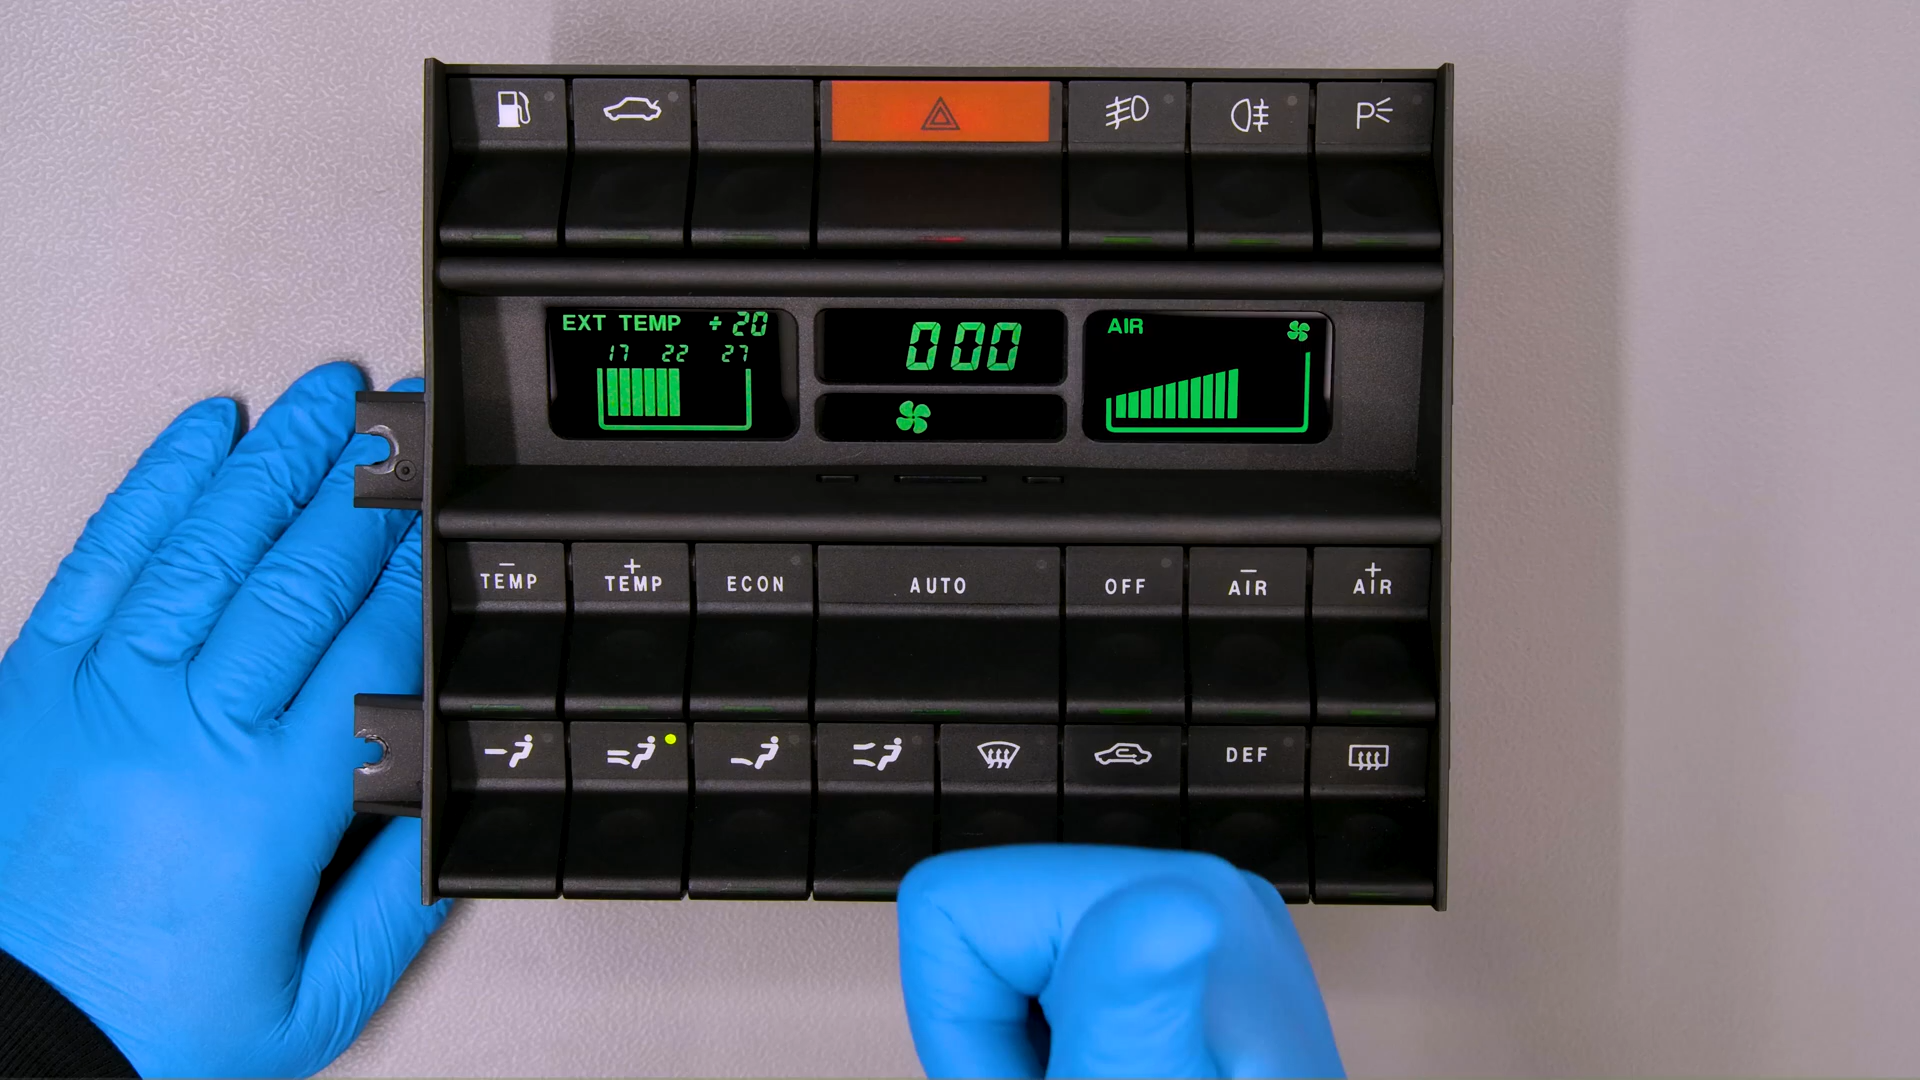 P
EXT TEMP +20
17 22 27
000
AIR
− TEMP
+ TEMP
ECON
AUTO
OFF
− AIR
+ AIR
DEF